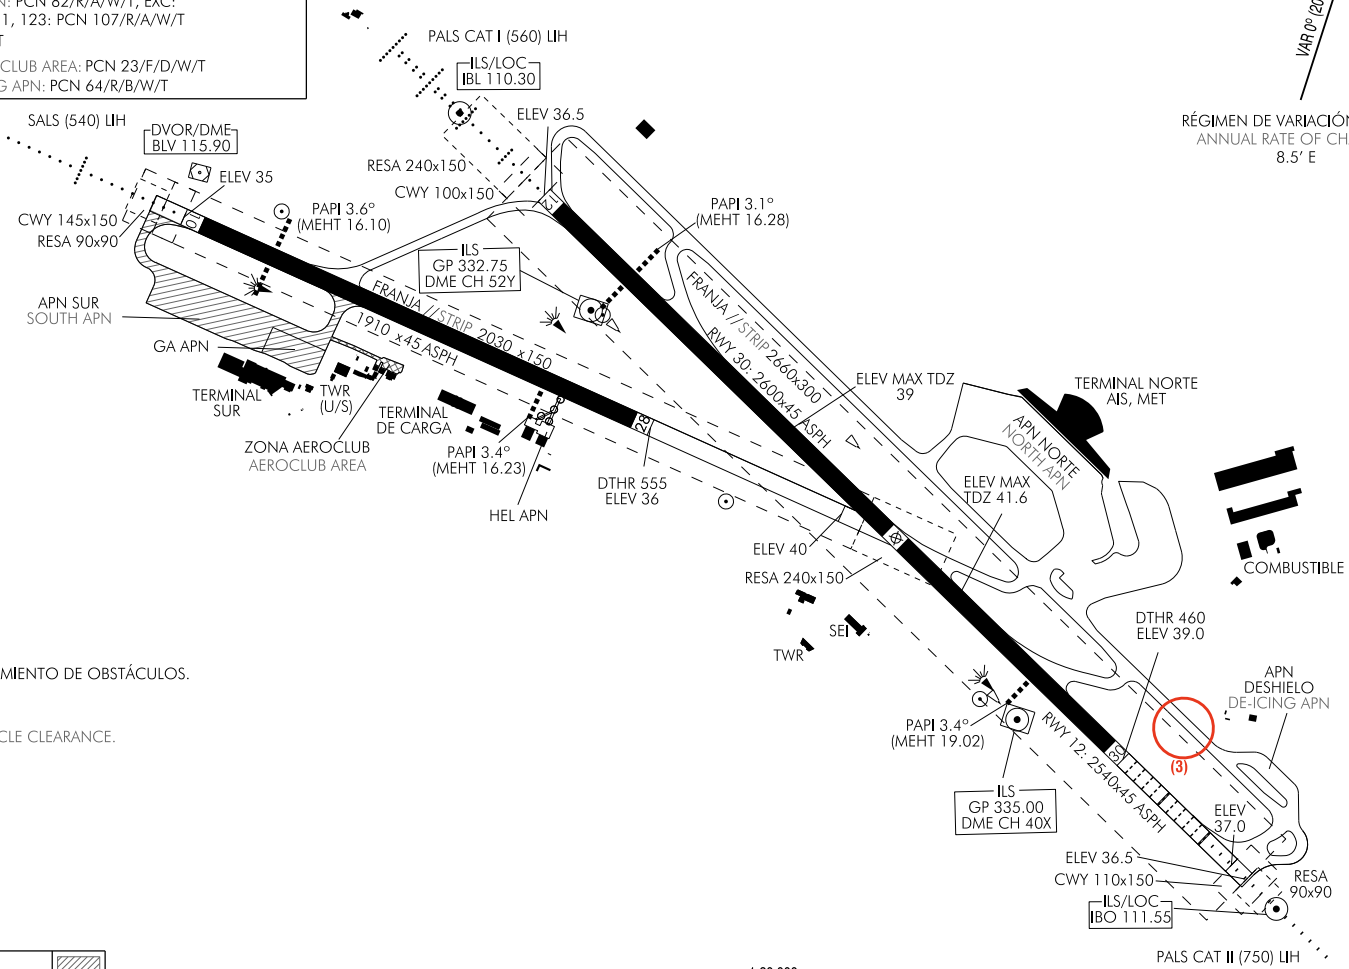 PCN 82/R/A/W/T, EXC:
1, 123: PCN 107/R/A/W/T
T
CLUB AREA: PCN 23/F/D/W/T
G APN: PCN 64/R/B/W/T
VAR 0° (20
RÉGIMEN DE VARIACIÓN
ANNUAL RATE OF CH
8.5' E
PALS CAT I (560) LIH
ILS/LOC
IBL 110.30
SALS (540) LIH
DVOR/DME
BLV 115.90
ELEV 36.5
RESA 240x150
CWY 100x150
ELEV 35
CWY 145x150
RESA 90x90
10
12
PAPI 3.6º
(MEHT 16.10)
PAPI 3.1º
(MEHT 16.28)
ILS
GP 332.75
DME CH 52Y
APN SUR
SOUTH APN
GA APN
FRANJA // STRIP 2030 x150
1910 x45 ASPH
FRANJA // STRIP 2660x300
RWY 30: 2600x45 ASPH
TERMINAL
SUR
TWR
(U/S)
TERMINAL
DE CARGA
ZONA AEROCLUB
AEROCLUB AREA
PAPI 3.4º
(MEHT 16.23)
HEL APN
28
DTHR 555
ELEV 36
ELEV MAX TDZ
39
TERMINAL NORTE
AIS, MET
APN NORTE
NORTH APN
ELEV MAX
TDZ 41.6
ELEV 40
RESA 240x150
COMBUSTIBLE
SEI
TWR
DTHR 460
ELEV 39.0
APN
DESHIELO
DE-ICING APN
MIENTO DE OBSTÁCULOS.
CLE CLEARANCE.
PAPI 3.4º
(MEHT 19.02)
RWY 12: 2540x45 ASPH
30
(3)
ILS
GP 335.00
DME CH 40X
ELEV
37.0
ELEV 36.5
CWY 110x150
RESA
90x90
ILS/LOC
IBO 111.55
PALS CAT II (750) LIH